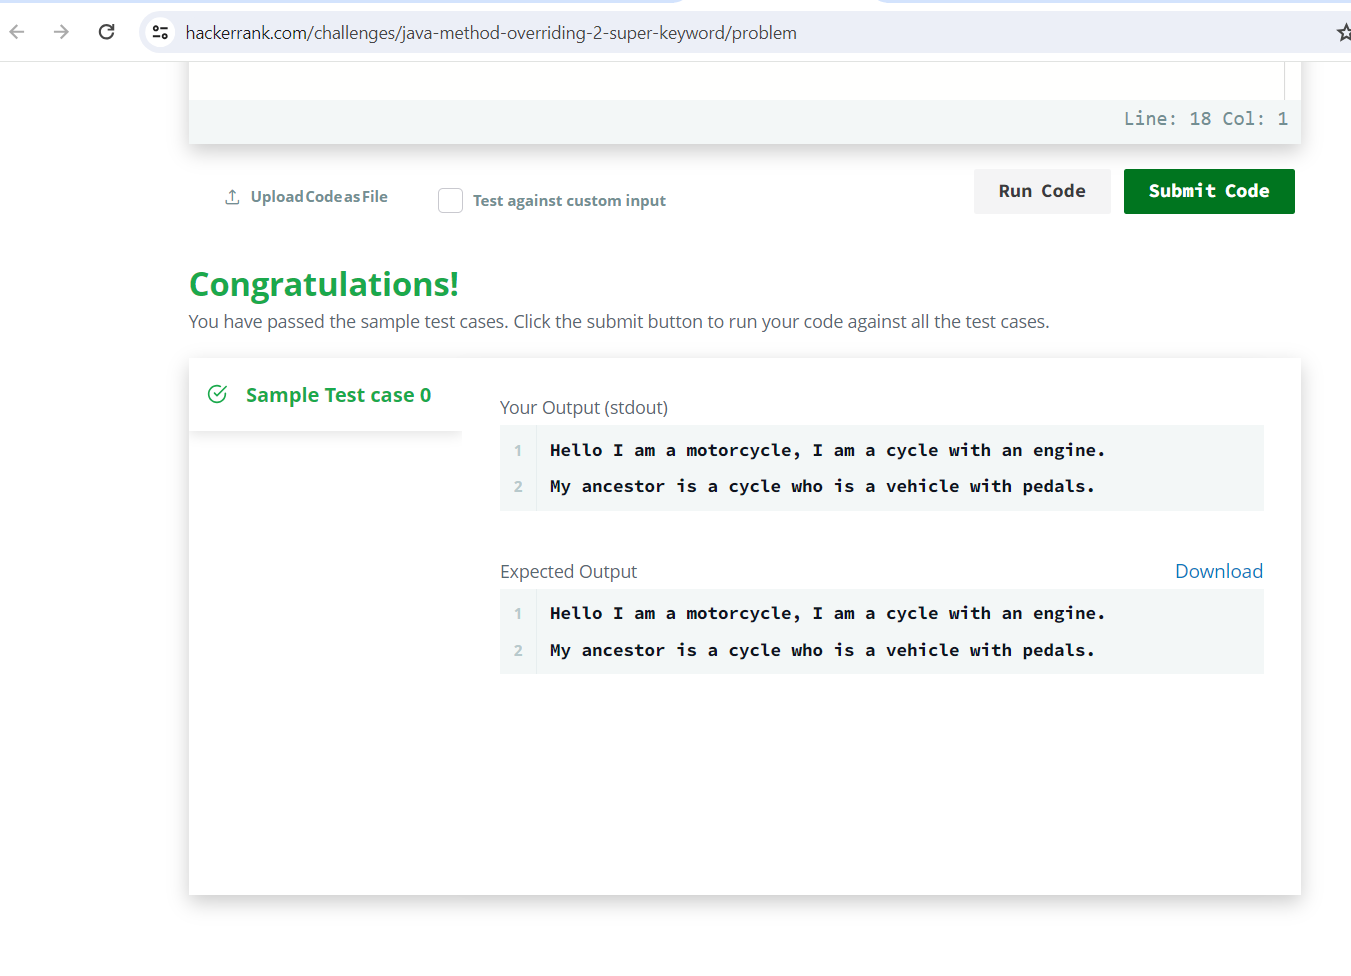 hackerrank.com/challenges/java-method-overriding-2-super-keyword/problem
Line: 18 Col: 1
Upload Code as File
Test against custom input
Run Code
Submit Code
Congratulations!
You have passed the sample test cases. Click the submit button to run your code against all the test cases.
Sample Test case 0
Your Output (stdout)
1 Hello I am a motorcycle, I am a cycle with an engine.
2 My ancestor is a cycle who is a vehicle with pedals.
Expected Output
Download
1 Hello I am a motorcycle, I am a cycle with an engine.
2 My ancestor is a cycle who is a vehicle with pedals.